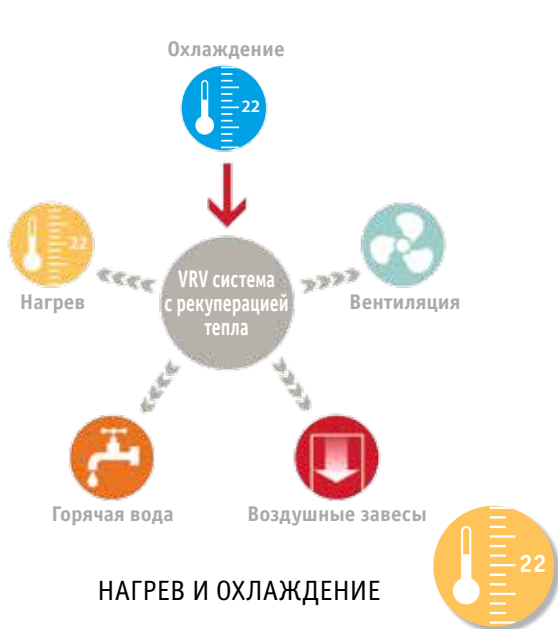 Охлаждение
22
22
Нагрев
VRV система
с рекуперацией
тепла
Вентиляция
Горячая вода
Воздушные завесы
НАГРЕВ И ОХЛАЖДЕНИЕ
22